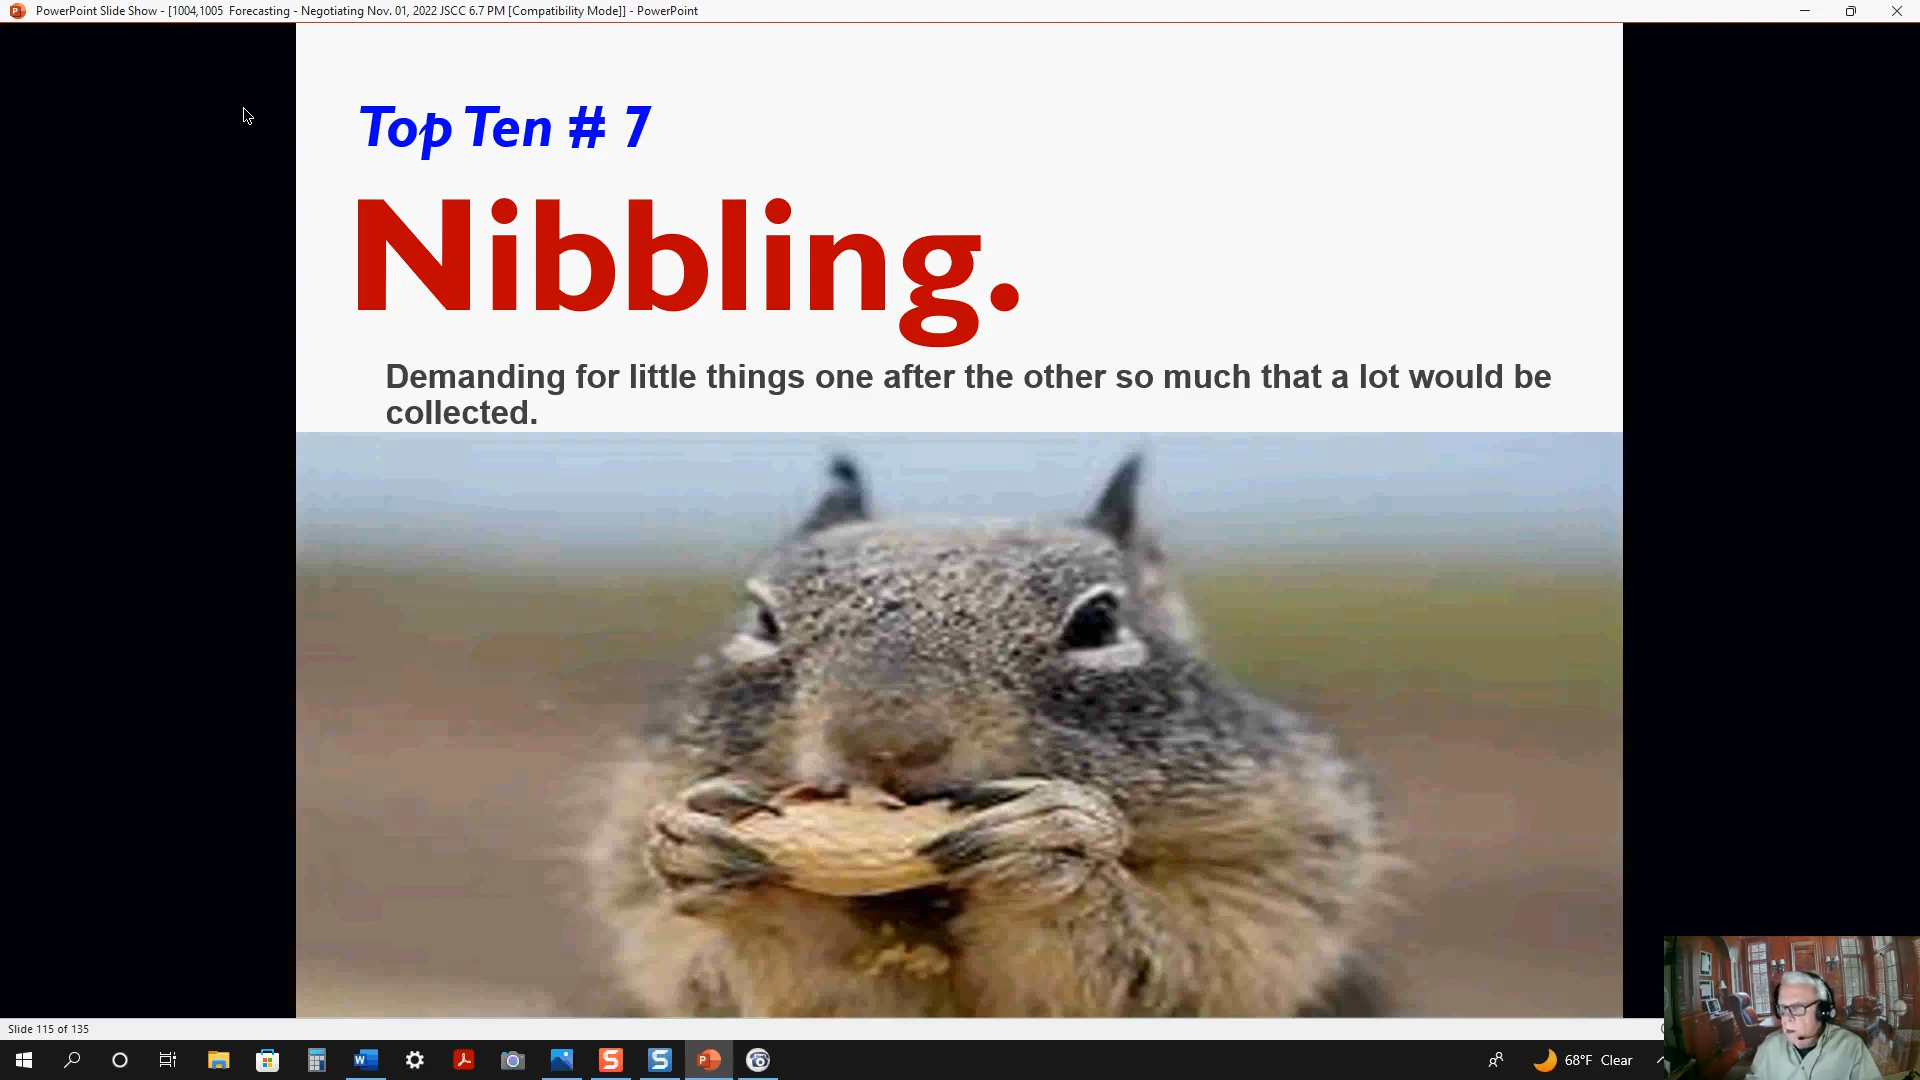 PowerPoint Slide Show - [1004,1005 Forecasting - Negotiating Nov. 01, 2022 JSCC 6.7 PM [Compatibility Mode]] - PowerPoint
Top Ten # 7
Nibbling.
Demanding for little things one after the other so much that a lot would be
collected.
Slide 115 of 135
68°F Clear